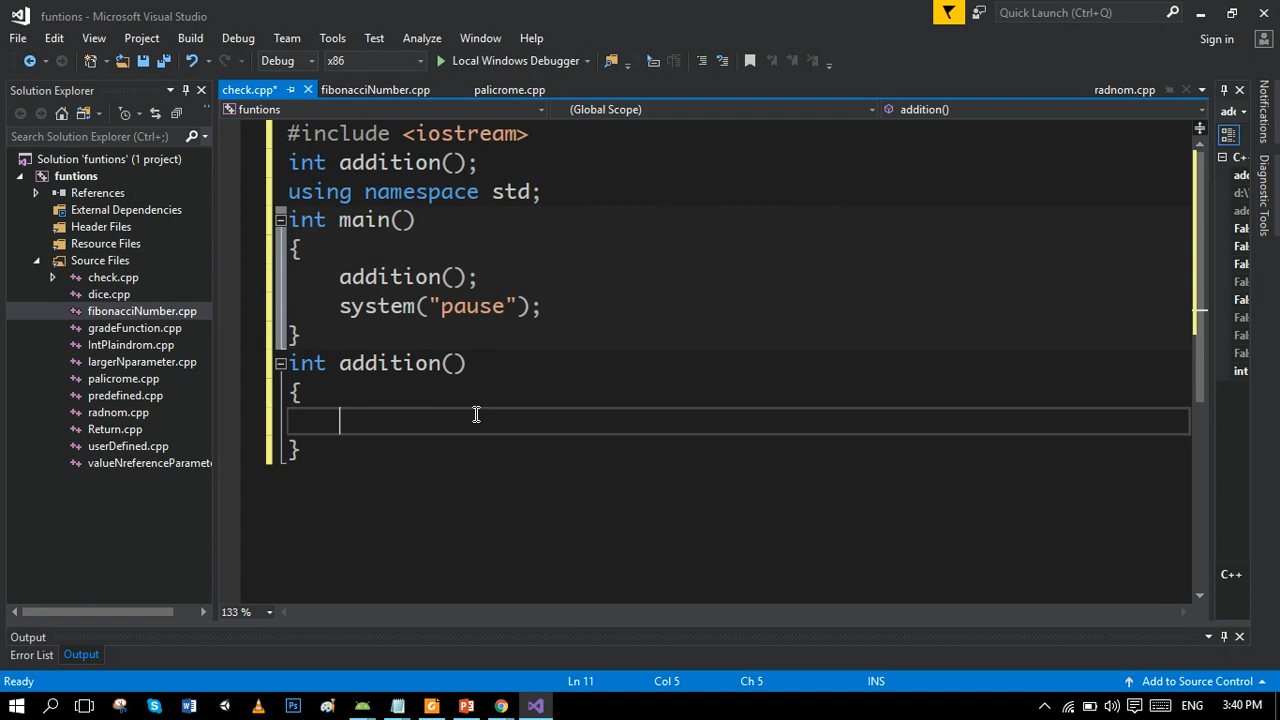 funtions - Microsoft Visual Studio
Quick Launch (Ctrl+Q)
File Edit View Project Build Debug Team Tools Test Analyze Window Help
Sign in
Debug x86 Local Windows Debugger
Solution Explorer
check.cpp* fibonacciNumber.cpp palicrome.cpp radnom.cpp
funtions (Global Scope) addition()
Search Solution Explorer (Ctrl+;)
Solution 'funtions' (1 project)
funtions
References
External Dependencies
Header Files
Resource Files
Source Files
check.cpp
dice.cpp
fibonacciNumber.cpp
gradeFunction.cpp
IntPlaindrom.cpp
largerNparameter.cpp
palicrome.cpp
predefined.cpp
radnom.cpp
Return.cpp
userDefined.cpp
valueNreferenceParamete
#include <iostream>
int addition();
using namespace std;
int main()
{
addition();
system("pause");
}
int addition()
{
}
133 %
Notifications
Diagnostic Tools
C++
Output
Error List Output
Ready Ln 11 Col 5 Ch 5 INS Add to Source Control
ENG 3:40 PM